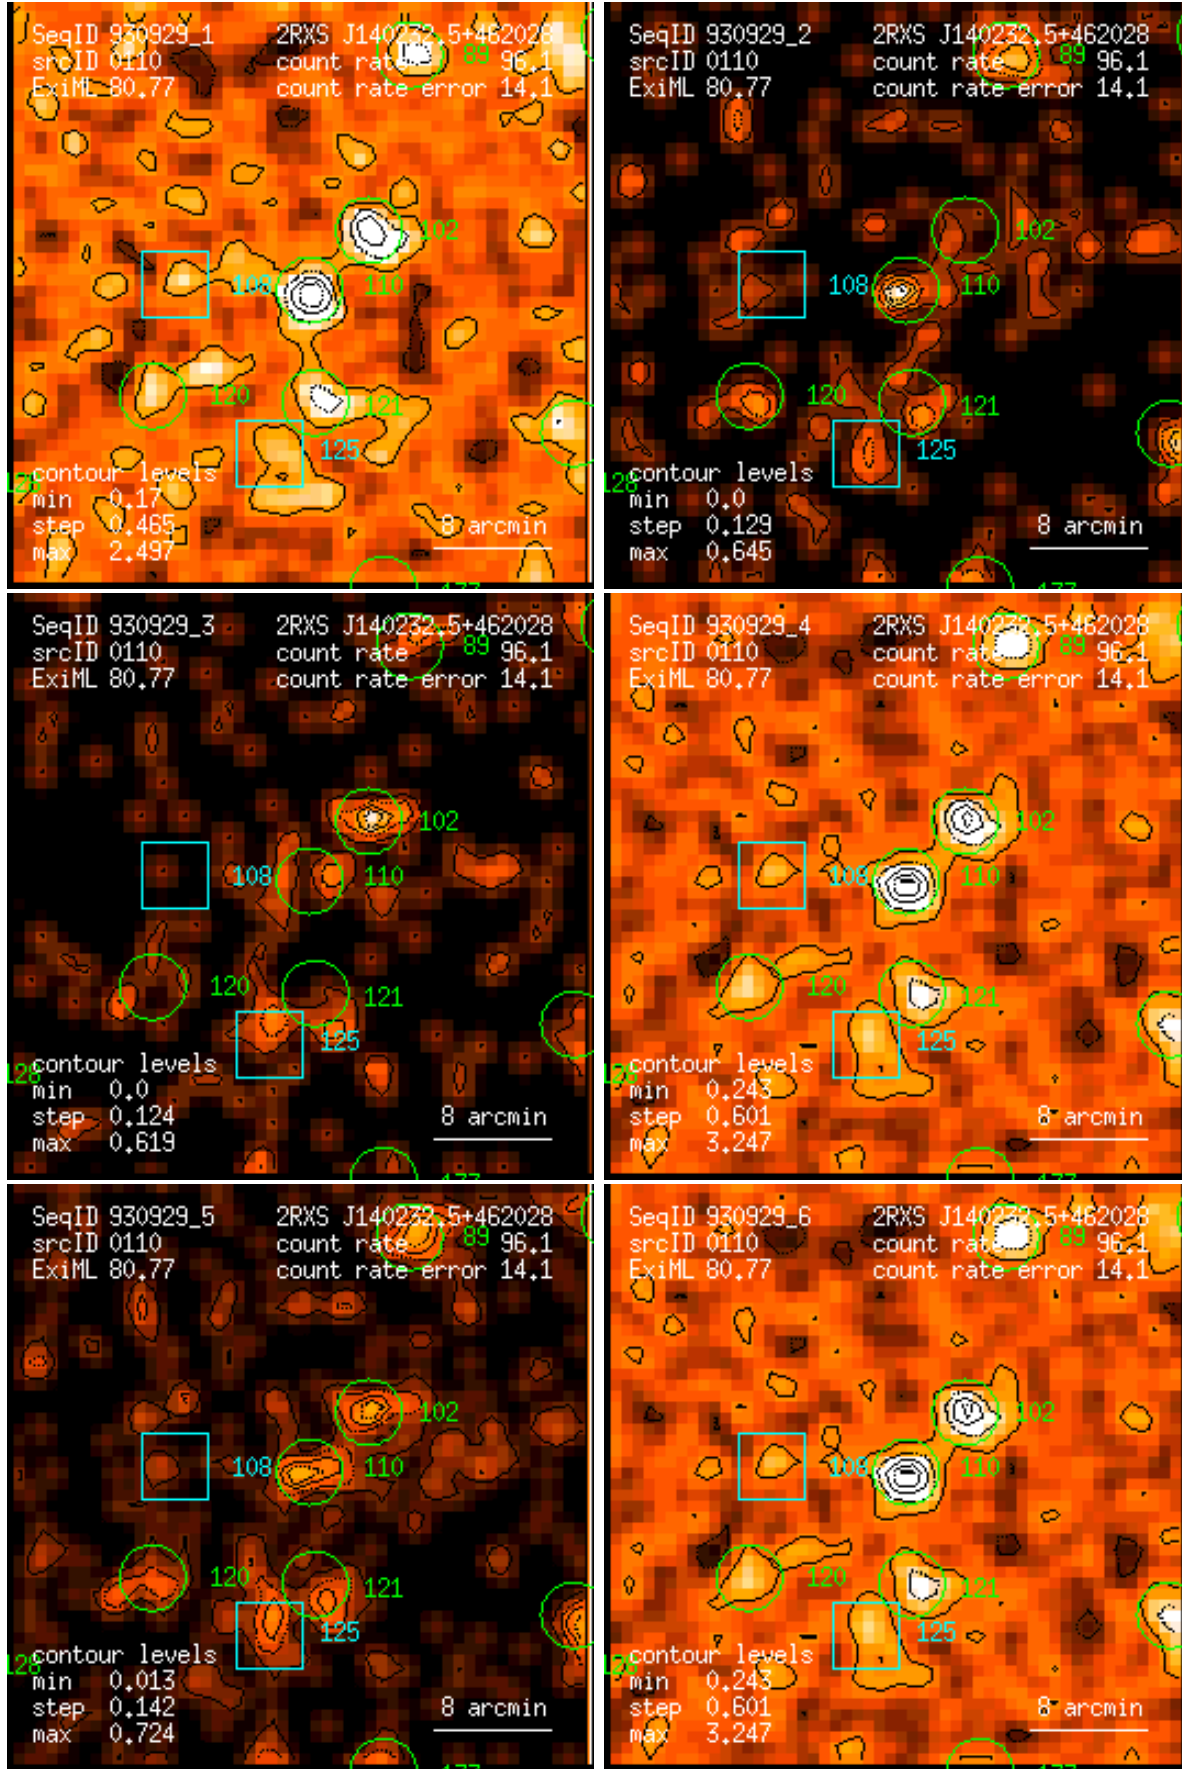 SeqID 930929_1 2RXS J140232.5+462028
srcID 0110 count rate 96.1
ExiML 80.77 count rate error 14.1
89
102
108 110
120 121
125
128
contour levels
min 0.17
step 0.465 8 arcmin
max 2.497
177
SeqID 930929_2 2RXS J140232.5+462028
srcID 0110 count rate 96.1
ExiML 80.77 count rate error 14.1
89
102
108 110
120 121
125
128
contour levels
min 0.0
step 0.129 8 arcmin
max 0.645
177
SeqID 930929_3 2RXS J140232.5+462028
srcID 0110 count rate 96.1
ExiML 80.77 count rate error 14.1
89
102
108 110
120 121
125
128
contour levels
min 0.0
step 0.124 8 arcmin
max 0.619
177
SeqID 930929_4 2RXS J140232.5+462028
srcID 0110 count rate 96.1
ExiML 80.77 count rate error 14.1
89
102
108 110
120 121
125
128
contour levels
min 0.243
step 0.601 8 arcmin
max 3.247
177
SeqID 930929_5 2RXS J140232.5+462028
srcID 0110 count rate 96.1
ExiML 80.77 count rate error 14.1
89
102
108 110
120 121
125
128
contour levels
min 0.013
step 0.142 8 arcmin
max 0.724
177
SeqID 930929_6 2RXS J140232.5+462028
srcID 0110 count rate 96.1
ExiML 80.77 count rate error 14.1
89
102
108 110
120 121
125
128
contour levels
min 0.243
step 0.601 8 arcmin
max 3.247
177